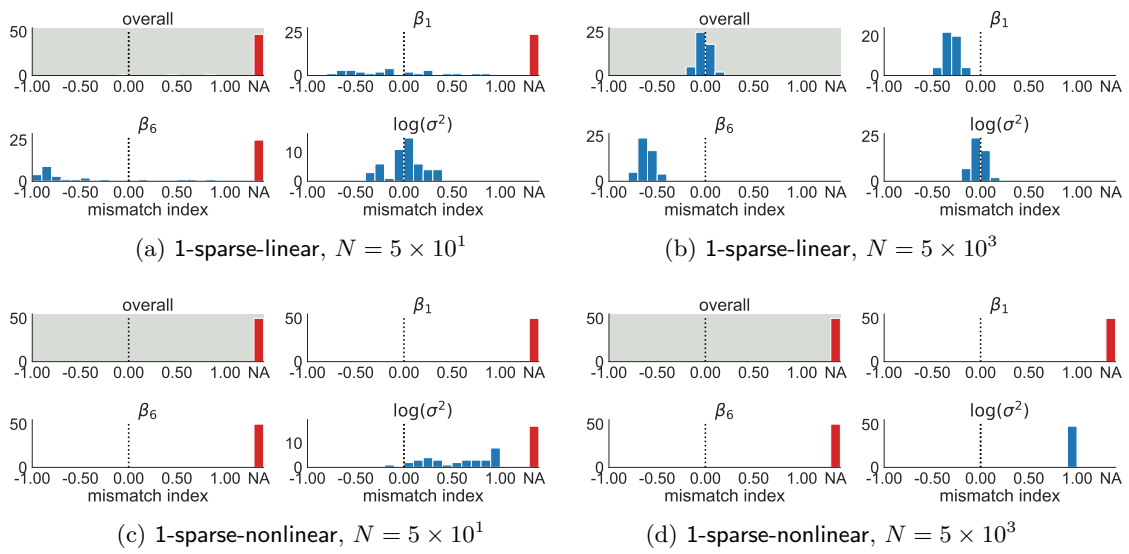 overall
50
0
-1.00 -0.50 0.00 0.50 1.00 NA
β₁
25
0
-1.00 -0.50 0.00 0.50 1.00 NA
β₆
25
0
-1.00 -0.50 0.00 0.50 1.00 NA
mismatch index
log(σ²)
10
0
-1.00 -0.50 0.00 0.50 1.00 NA
mismatch index
(a) 1-sparse-linear, N = 5 × 10¹
overall
25
0
-1.00 -0.50 0.00 0.50 1.00 NA
β₁
20
0
-1.00 -0.50 0.00 0.50 1.00 NA
β₆
25
0
-1.00 -0.50 0.00 0.50 1.00 NA
mismatch index
log(σ²)
25
0
-1.00 -0.50 0.00 0.50 1.00 NA
mismatch index
(b) 1-sparse-linear, N = 5 × 10³
overall
50
0
-1.00 -0.50 0.00 0.50 1.00 NA
β₁
50
0
-1.00 -0.50 0.00 0.50 1.00 NA
β₆
50
0
-1.00 -0.50 0.00 0.50 1.00 NA
mismatch index
log(σ²)
10
0
-1.00 -0.50 0.00 0.50 1.00 NA
mismatch index
(c) 1-sparse-nonlinear, N = 5 × 10¹
overall
50
0
-1.00 -0.50 0.00 0.50 1.00 NA
β₁
50
0
-1.00 -0.50 0.00 0.50 1.00 NA
β₆
50
0
-1.00 -0.50 0.00 0.50 1.00 NA
mismatch index
log(σ²)
25
0
-1.00 -0.50 0.00 0.50 1.00 NA
mismatch index
(d) 1-sparse-nonlinear, N = 5 × 10³